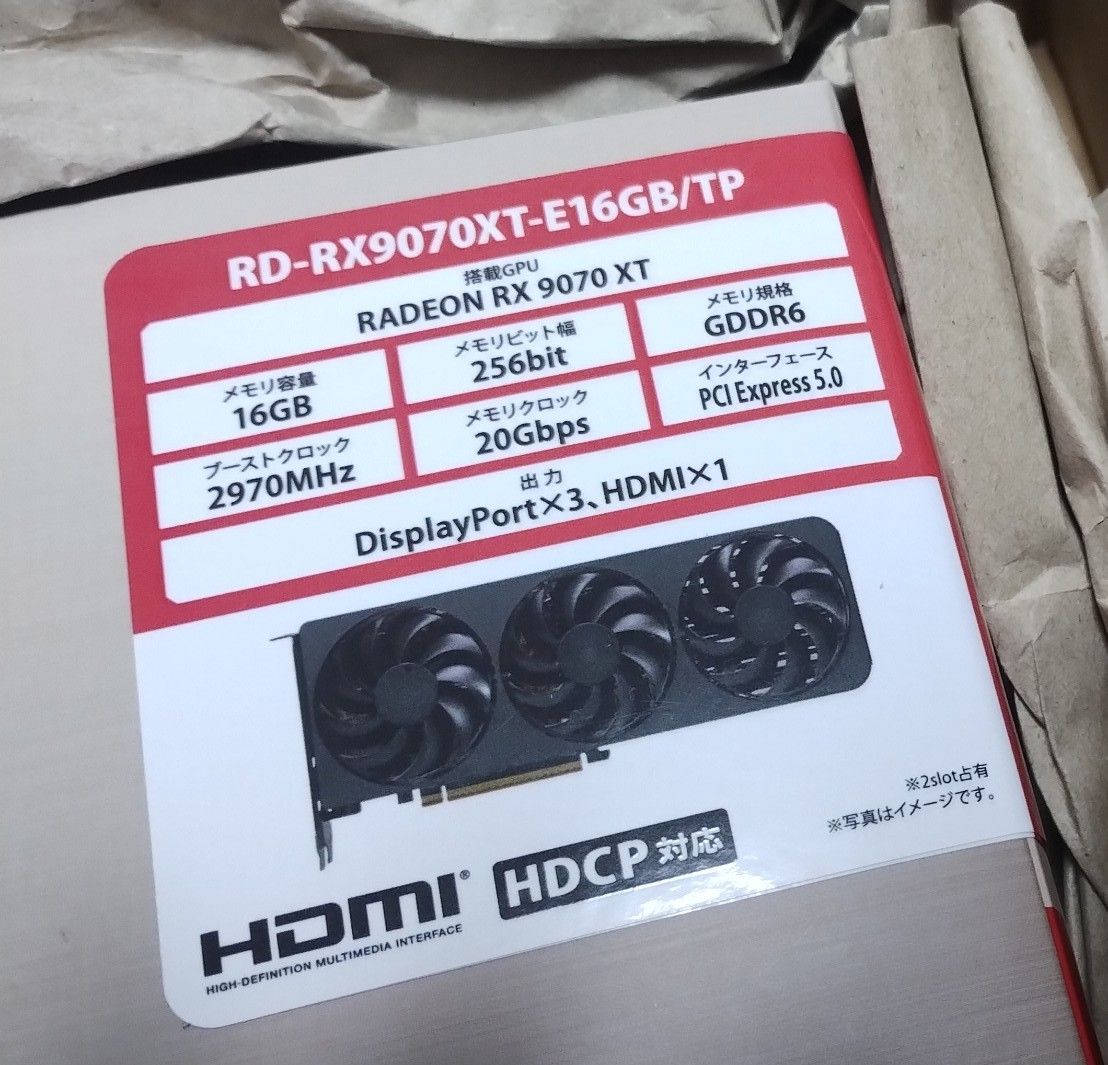 RD-RX9070XT-E16GB/TP
搭載GPU
RADEON RX 9070 XT
メモリ容量
16GB
メモリビット幅
256bit
メモリ規格
GDDR6
ブーストクロック
2970MHz
メモリクロック
20Gbps
インターフェース
PCI Express 5.0
出力
DisplayPort×3、HDMI×1
※2slot占有
※写真はイメージです。
HDMI®
HIGH-DEFINITION MULTIMEDIA INTERFACE
HDCP 対応